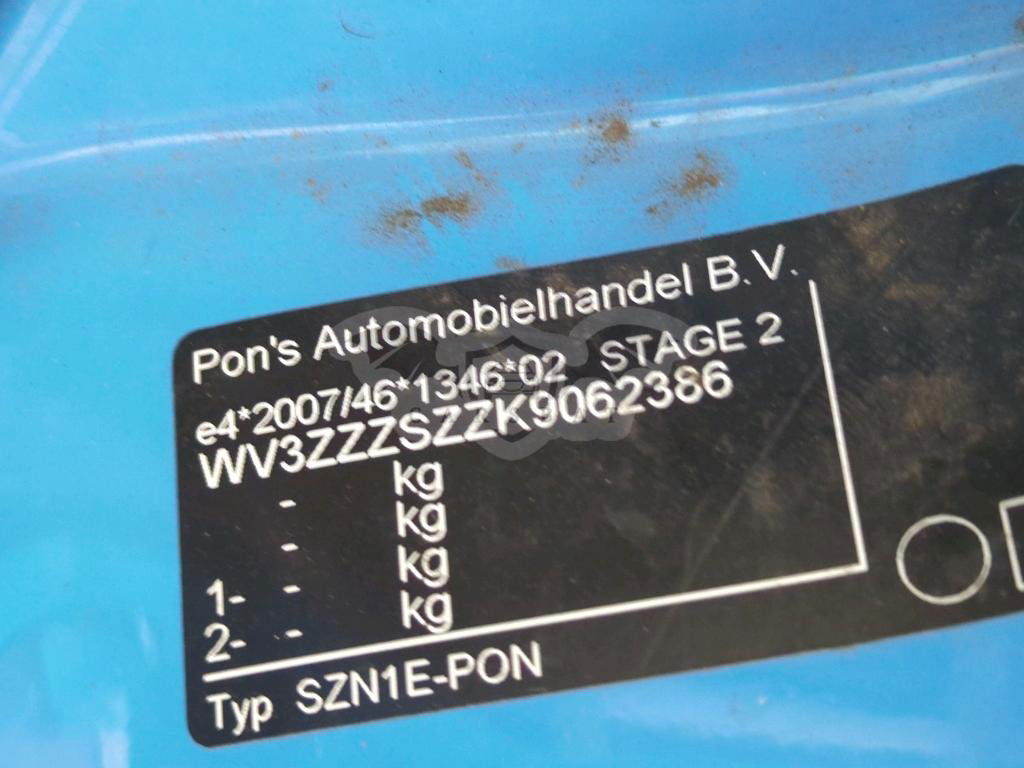 Pon's Automobielhandel B.V.
e4*2007/46*1346*02 STAGE 2
WV3ZZZSZZK9062386
- kg
- kg
1- - kg
2- - kg
Typ SZN1E-PON